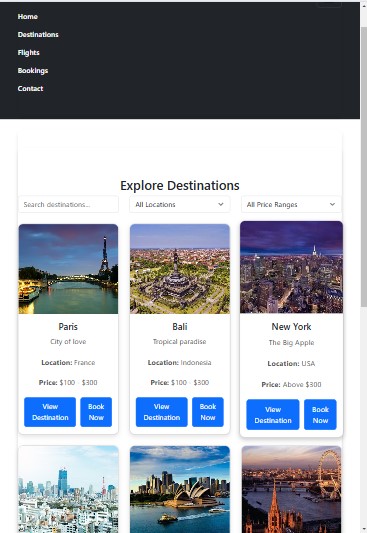 Home
Destinations
Flights
Bookings
Contact
Explore Destinations
Search destinations...
All Locations
All Price Ranges
Paris
City of love
Location: France
Price: $100 - $300
View
Destination
Book
Now
Bali
Tropical paradise
Location: Indonesia
Price: $100 - $300
View
Destination
Book
Now
New York
The Big Apple
Location: USA
Price: Above $300
View
Destination
Book
Now